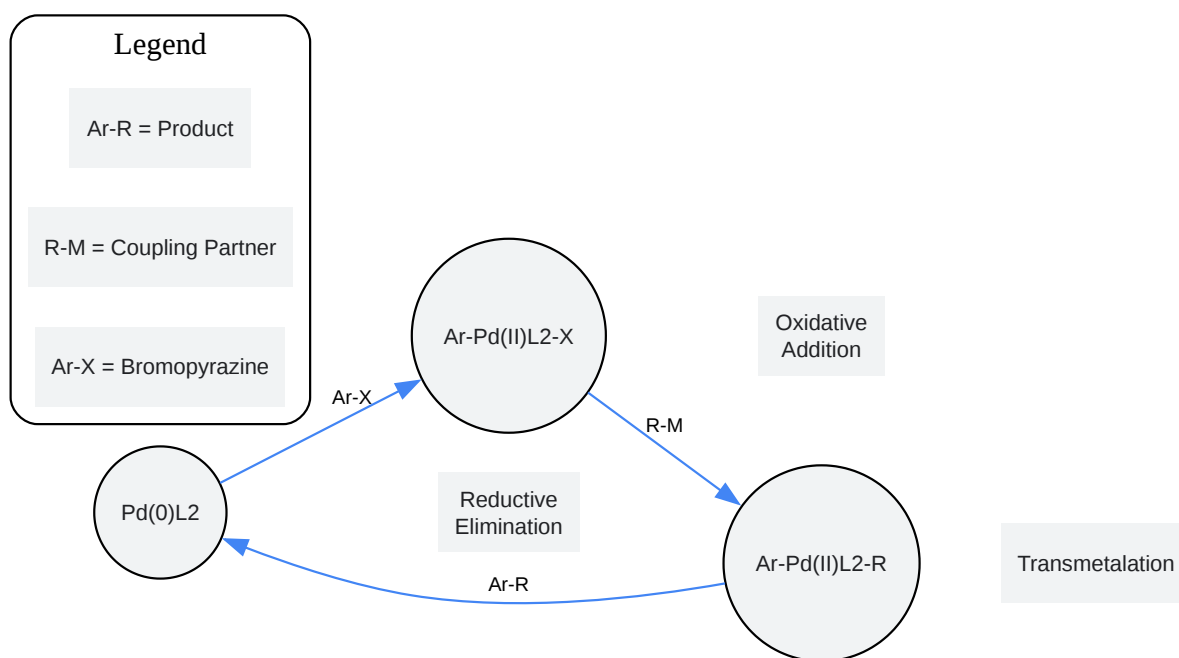 Legend
Ar-R = Product
R-M = Coupling Partner
Ar-X = Bromopyrazine
Ar-Pd(II)L2-X
Oxidative
Addition
Ar-X
R-M
Pd(0)L2
Reductive
Elimination
Ar-Pd(II)L2-R
Transmetalation
Ar-R